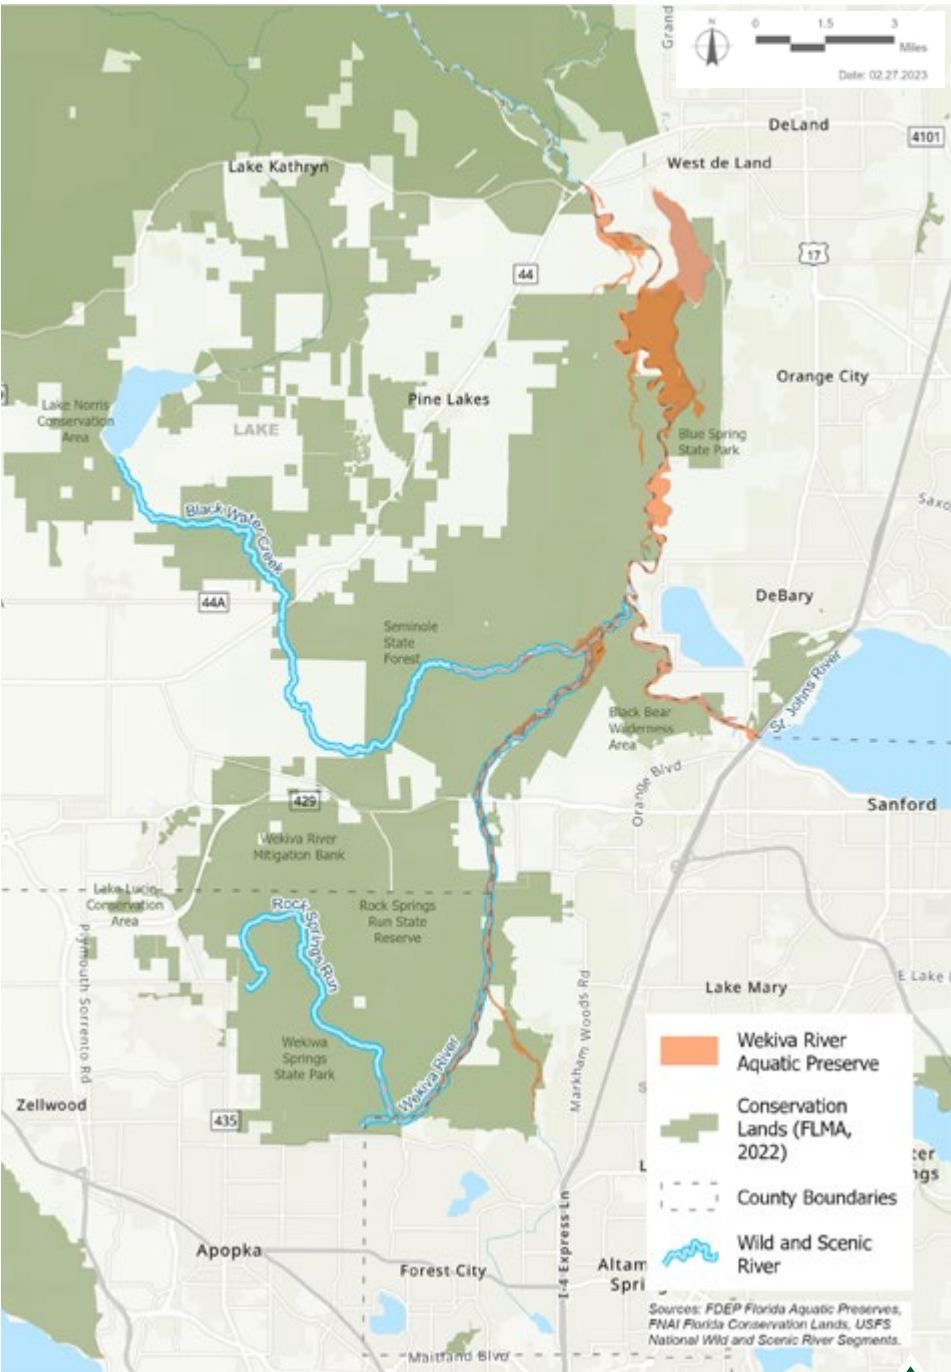 Grand
N
0 1.5 3
Miles
Date: 02.27.2023
DeLand
4101
West de Land
Lake Kathryn
17
44
Orange City
Pine Lakes
Lake Norris
Conservation
Area
LAKE
Blue Spring
State Park
Saxo
Black Water Creek
DeBary
44A
Seminole
State
Forest
St. Johns River
Black Bear
Wilderness
Area
Orange Blvd
429
Sanford
Wekiva River
Mitigation Bank
Lake Lucie
Conservation
Area
Rock Springs Run
Rock Springs
Run State
Reserve
Plymouth Sorrento Rd
Markham Woods Rd
E Lake
Lake Mary
Wekiwa
Springs
State Park
Wekiva River
Zellwood
435
Wekiva River
Aquatic Preserve
Conservation
Lands (FLMA,
2022)
County Boundaries
Wild and Scenic
River
ter
ngs
L
Apopka
Forest City
I-4 Express Ln
Altam
Spri
Maitland Blvd
Sources: FDEP Florida Aquatic Preserves,
FNAI Florida Conservation Lands, USFS
National Wild and Scenic River Segments.